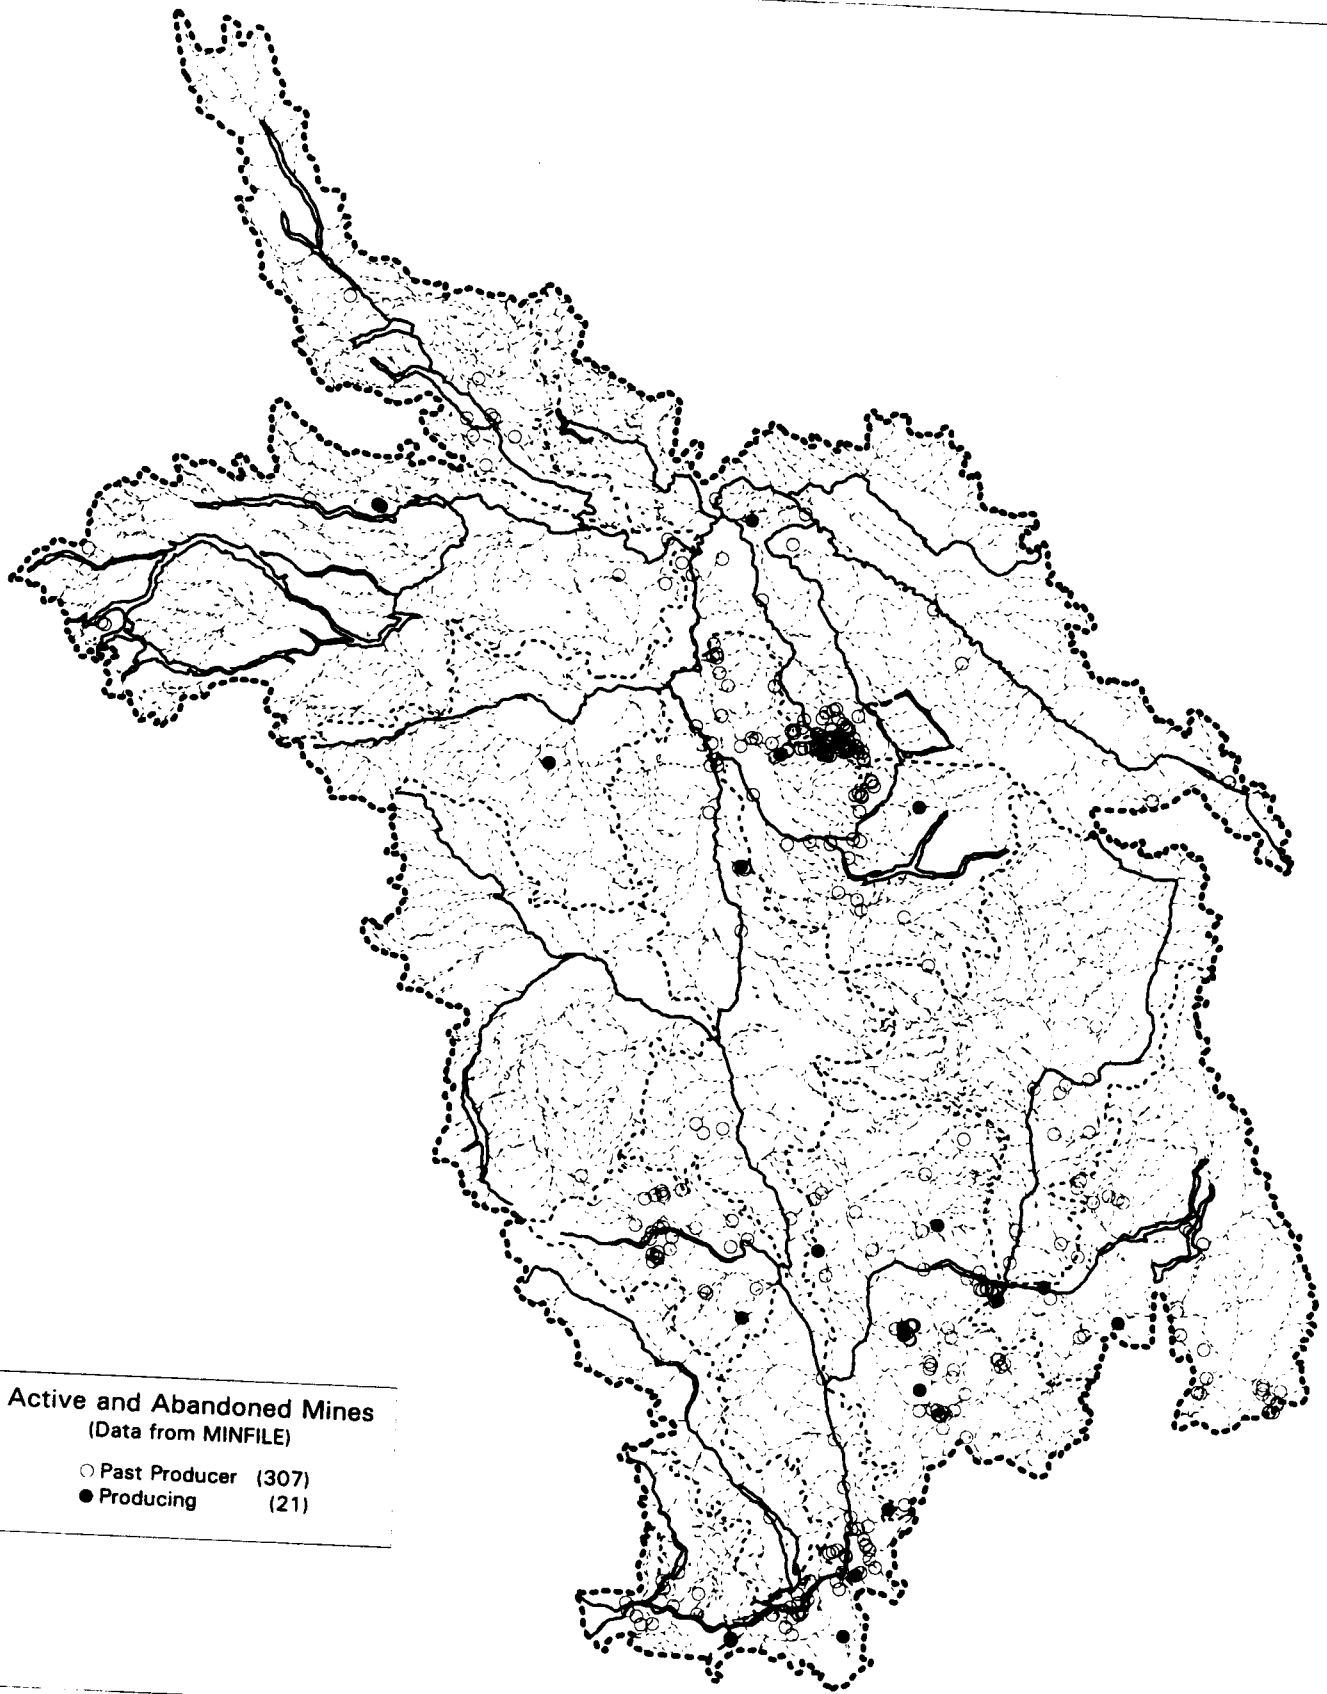 Active and Abandoned Mines
(Data from MINFILE)
○ Past Producer (307)
● Producing (21)